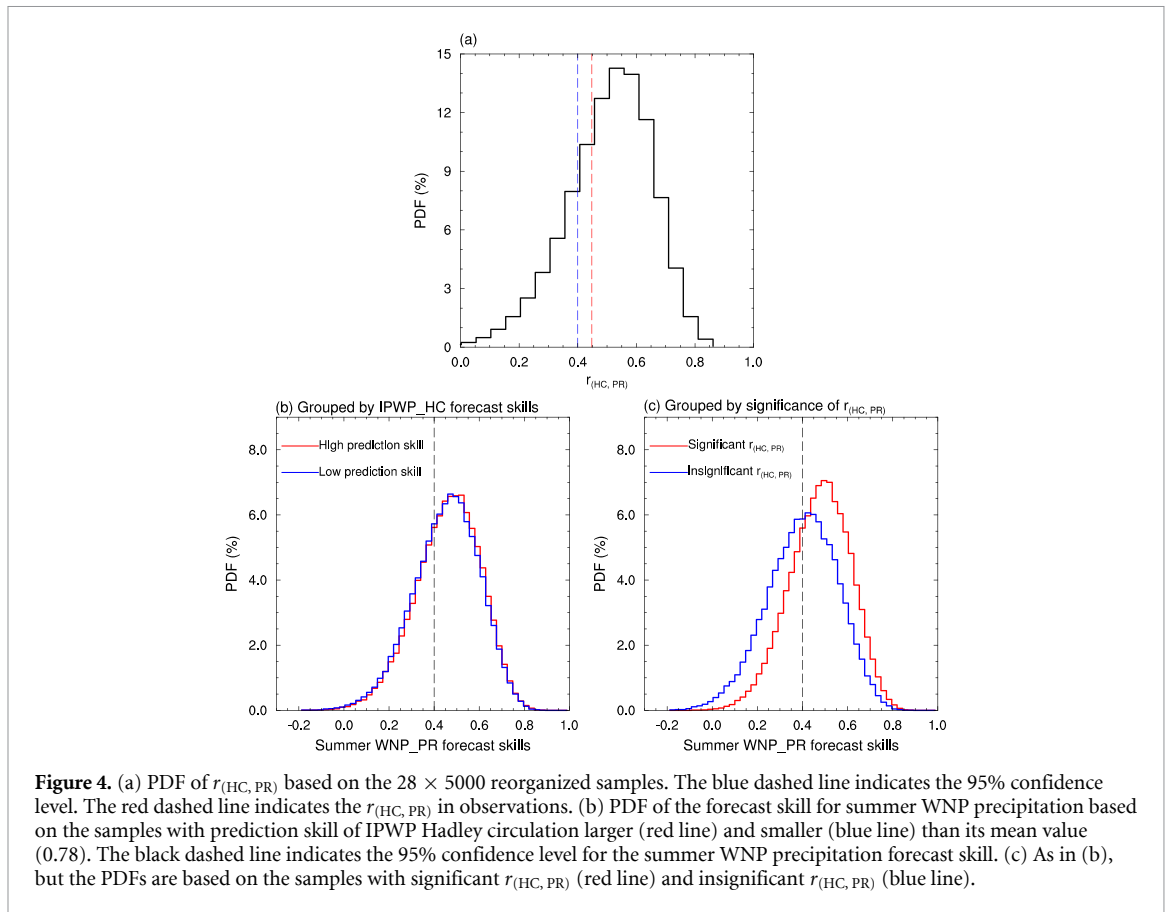 (a)
15
12
9
6
3
0
PDF (%)
0.0 0.2 0.4 0.6 0.8 1.0
r(HC, PR)
(b) Grouped by IPWP_HC forecast skills
High prediction skill
Low prediction skill
8.0
6.0
4.0
2.0
0.0
PDF (%)
-0.2 0.0 0.2 0.4 0.6 0.8 1.0
Summer WNP_PR forecast skills
(c) Grouped by significance of r(HC, PR)
Significant r(HC, PR)
Insignificant r(HC, PR)
8.0
6.0
4.0
2.0
0.0
PDF (%)
-0.2 0.0 0.2 0.4 0.6 0.8 1.0
Summer WNP_PR forecast skills
Figure 4. (a) PDF of r(HC, PR) based on the 28 × 5000 reorganized samples. The blue dashed line indicates the 95% confidence
level. The red dashed line indicates the r(HC, PR) in observations. (b) PDF of the forecast skill for summer WNP precipitation based
on the samples with prediction skill of IPWP Hadley circulation larger (red line) and smaller (blue line) than its mean value
(0.78). The black dashed line indicates the 95% confidence level for the summer WNP precipitation forecast skill. (c) As in (b),
but the PDFs are based on the samples with significant r(HC, PR) (red line) and insignificant r(HC, PR) (blue line).